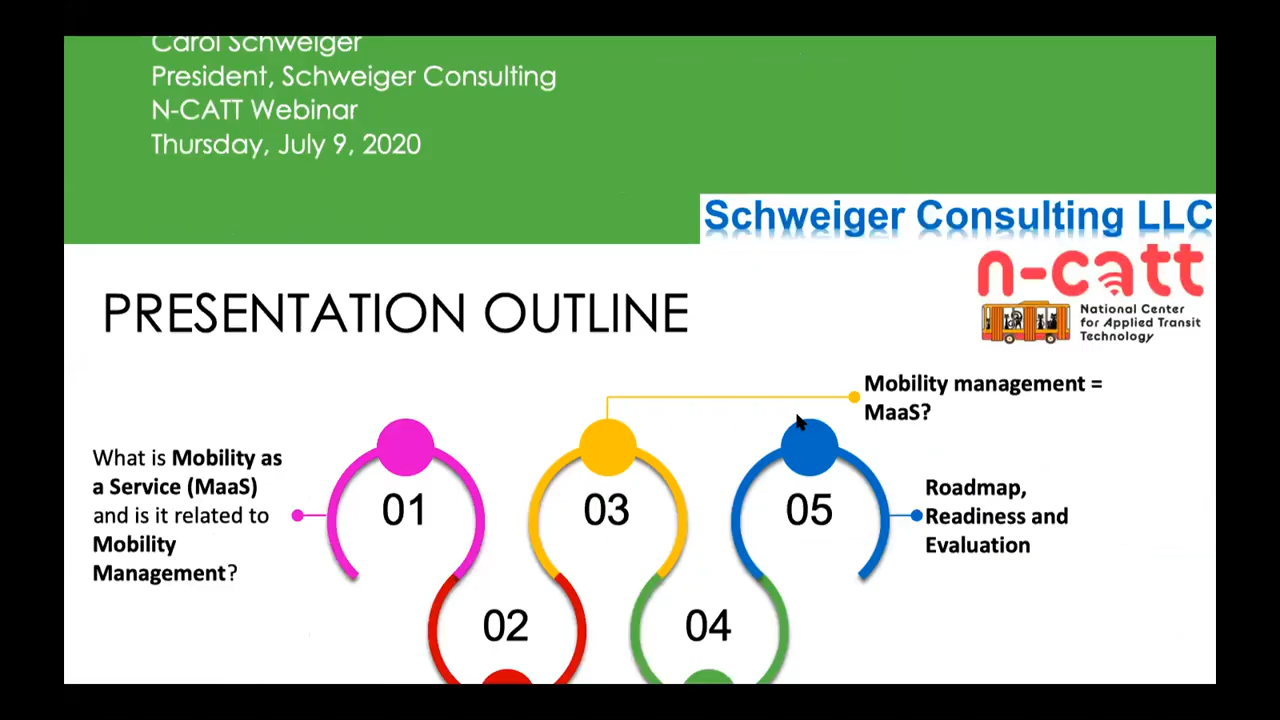 Carol Schweiger
President, Schweiger Consulting
N-CATT Webinar
Thursday, July 9, 2020
Schweiger Consulting LLC
n-catt
National Center
for Applied Transit
Technology
PRESENTATION OUTLINE
Mobility management =
MaaS?
What is Mobility as
a Service (MaaS)
and is it related to
Mobility
Management?
01
03
05
Roadmap,
Readiness and
Evaluation
02
04